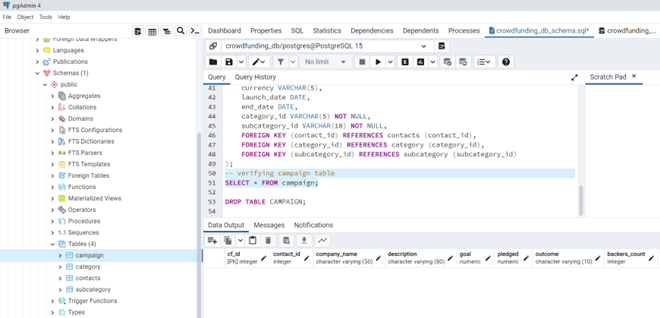 pgAdmin 4
File Object Tools Help
Browser
Dashboard Properties SQL Statistics Dependencies Dependents Processes crowdfunding_db_schema.sql* crowdfunding_...
Foreign Data Wrappers
Languages
Publications
Schemas (1)
public
Aggregates
Collations
Domains
FTS Configurations
FTS Dictionaries
FTS Parsers
FTS Templates
Foreign Tables
Functions
Materialized Views
Operators
Procedures
Sequences
Tables (4)
campaign
category
contacts
subcategory
Trigger Functions
Types
crowdfunding_db/postgres@PostgreSQL 15
No limit
Query Query History
Scratch Pad
41 currency VARCHAR(5),
42 launch_date DATE,
43 end_date DATE,
44 category_id VARCHAR(5) NOT NULL,
45 subcategory_id VARCHAR(10) NOT NULL,
46 FOREIGN KEY (contact_id) REFERENCES contacts (contact_id),
47 FOREIGN KEY (category_id) REFERENCES category (category_id),
48 FOREIGN KEY (subcategory_id) REFERENCES subcategory (subcategory_id)
49 );
50 -- verifying campaign table
51 SELECT * FROM campaign;
52
53 DROP TABLE CAMPAIGN;
54
Data Output Messages Notifications
cf_id contact_id company_name description goal pledged outcome backers_count
[PK] integer integer character varying (50) character varying (80) numeric numeric character varying (10) integer